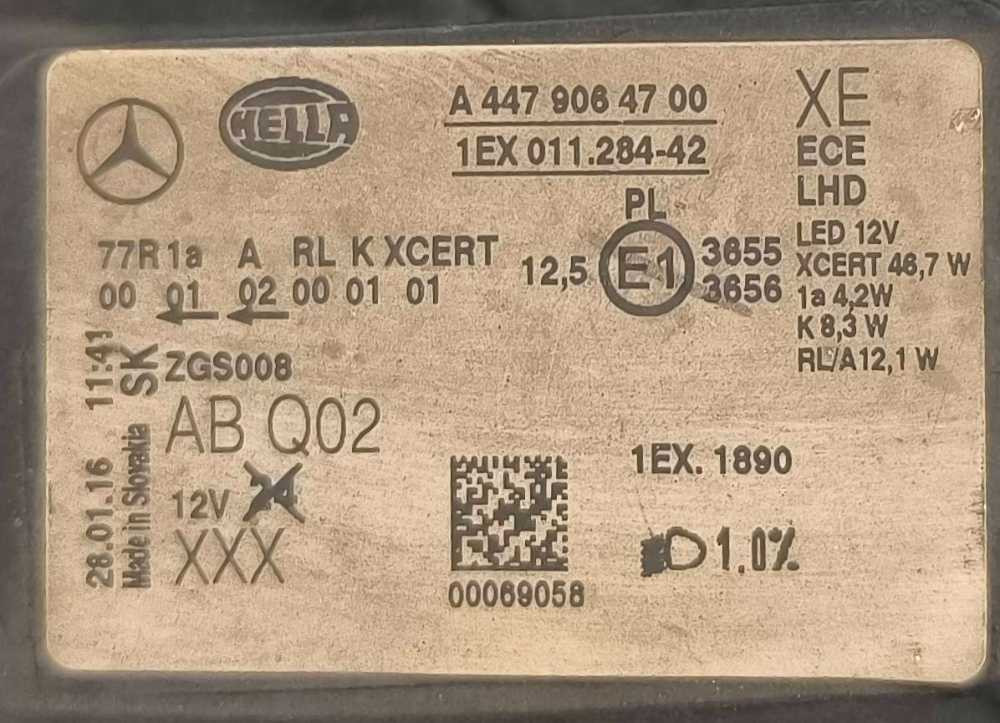 HELLA
A 447 906 47 00
1EX 011.284-42
XE
ECE
LHD
PL
77R 1a A RL K XCERT
00 01 02 00 01 01
12,5
E1
3655
3656
LED 12V
XCERT 46,7 W
1a 4,2W
K 8,3 W
RL/A12,1 W
28.01.16 11:41
Made in Slovakia
SK
ZGS008
AB Q02
12V
XXX
00069058
1EX. 1890
1.0%